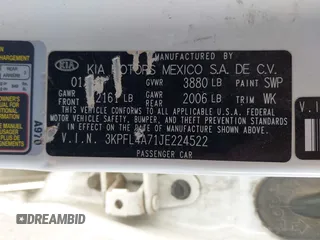 MANUFACTURED BY
KIA
KIA MOTORS MEXICO S.A. DE C.V.
GVWR 3880 LB PAINT SWP
GAWR FRONT 2161 LB GAWR REAR 2006 LB TRIM WK
THIS VEHICLE CONFORMS TO ALL APPLICABLE U.S. FEDERAL
MOTOR VEHICLE SAFETY, BUMPER, AND THEFT PREVENTION
STANDARDS IN EFFECT ON THE DATE OF MANUFACTURE
SHOWN ABOVE.
V.I.N. 3KPFL4A71JE224522
PASSENGER CAR
A970
V.I.
DREAMBID